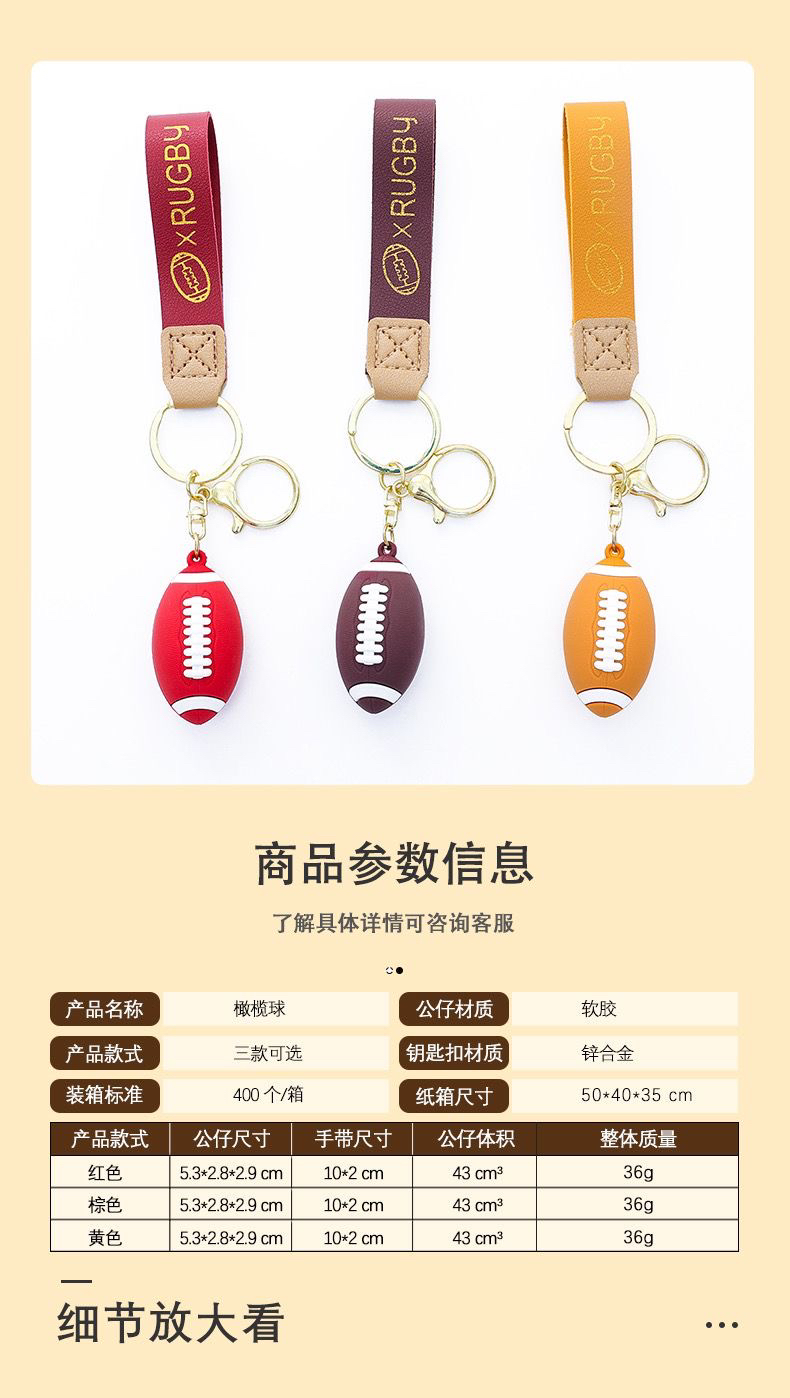 x RUGBY
x RUGBY
x RUGBY
商品参数信息
了解具体详情可咨询客服
产品名称 橄榄球 公仔材质 软胶
产品款式 三款可选 钥匙扣材质 锌合金
装箱标准 400 个/箱 纸箱尺寸 50*40*35 cm
产品款式 公仔尺寸 手带尺寸 公仔体积 整体质量
红色 5.3*2.8*2.9 cm 10*2 cm 43 cm³ 36g
棕色 5.3*2.8*2.9 cm 10*2 cm 43 cm³ 36g
黄色 5.3*2.8*2.9 cm 10*2 cm 43 cm³ 36g
细节放大看